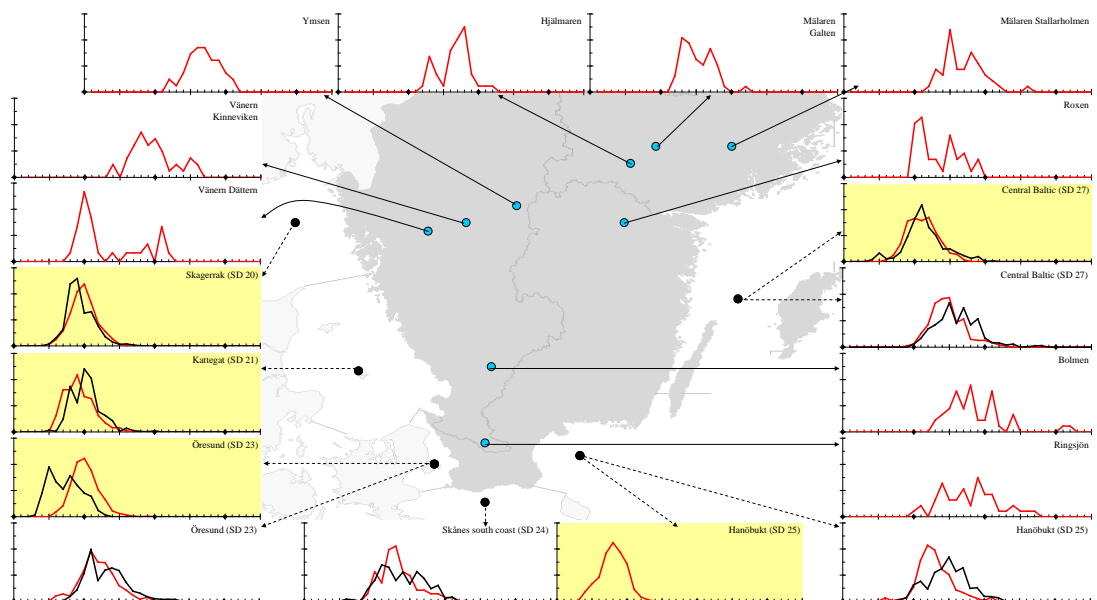 Ymsen
Hjälmaren
Mälaren
Galten
Mälaren Stallarholmen
Vänern
Kinneviken
Roxen
Vänern Dättern
Central Baltic (SD 27)
Skagerrak (SD 20)
Central Baltic (SD 27)
Kattegat (SD 21)
Bolmen
Öresund (SD 23)
Ringsjön
Öresund (SD 23)
Skånes south coast (SD 24)
Hanöbukt (SD 25)
Hanöbukt (SD 25)